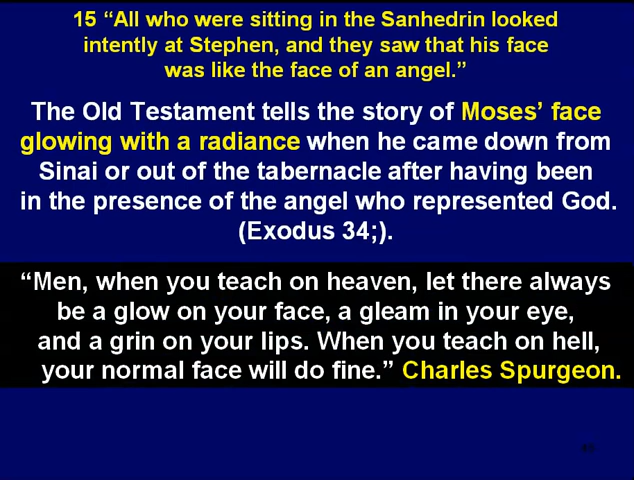 15 “All who were sitting in the Sanhedrin looked
intently at Stephen, and they saw that his face
was like the face of an angel.”
The Old Testament tells the story of Moses’ face
glowing with a radiance when he came down from
Sinai or out of the tabernacle after having been
in the presence of the angel who represented God.
(Exodus 34;).
“Men, when you teach on heaven, let there always
be a glow on your face, a gleam in your eye,
and a grin on your lips. When you teach on hell,
your normal face will do fine.” Charles Spurgeon.